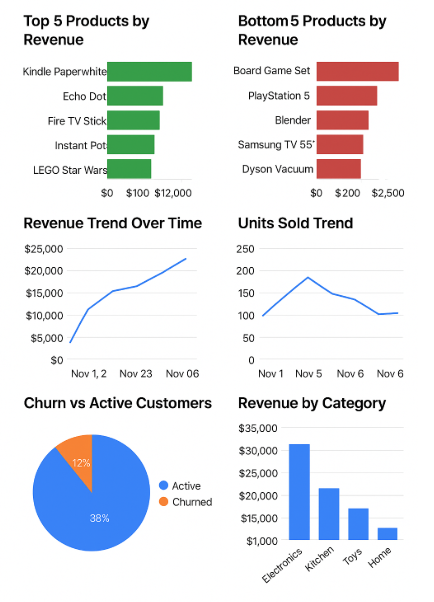 Top 5 Products by
Revenue
Kindle Paperwhite
Echo Dot
Fire TV Stick
Instant Pot
LEGO Star Wars
$0 $100 $12,000
Bottom 5 Products by
Revenue
Board Game Set
PlayStation 5
Blender
Samsung TV 55"
Dyson Vacuum
$0 $200 $2,500
Revenue Trend Over Time
$25,000
$20,000
$15,000
$10,000
$5,000
$0
Nov 1, 2 Nov 23 Nov 06
Units Sold Trend
250
200
150
100
50
0
Nov 1 Nov 5 Nov 6 Nov 6
Churn vs Active Customers
12%
38%
Active
Churned
Revenue by Category
$35,000
$30,000
$25,000
$20,000
$15,000
$1,000
Electronics
Kitchen
Toys
Home